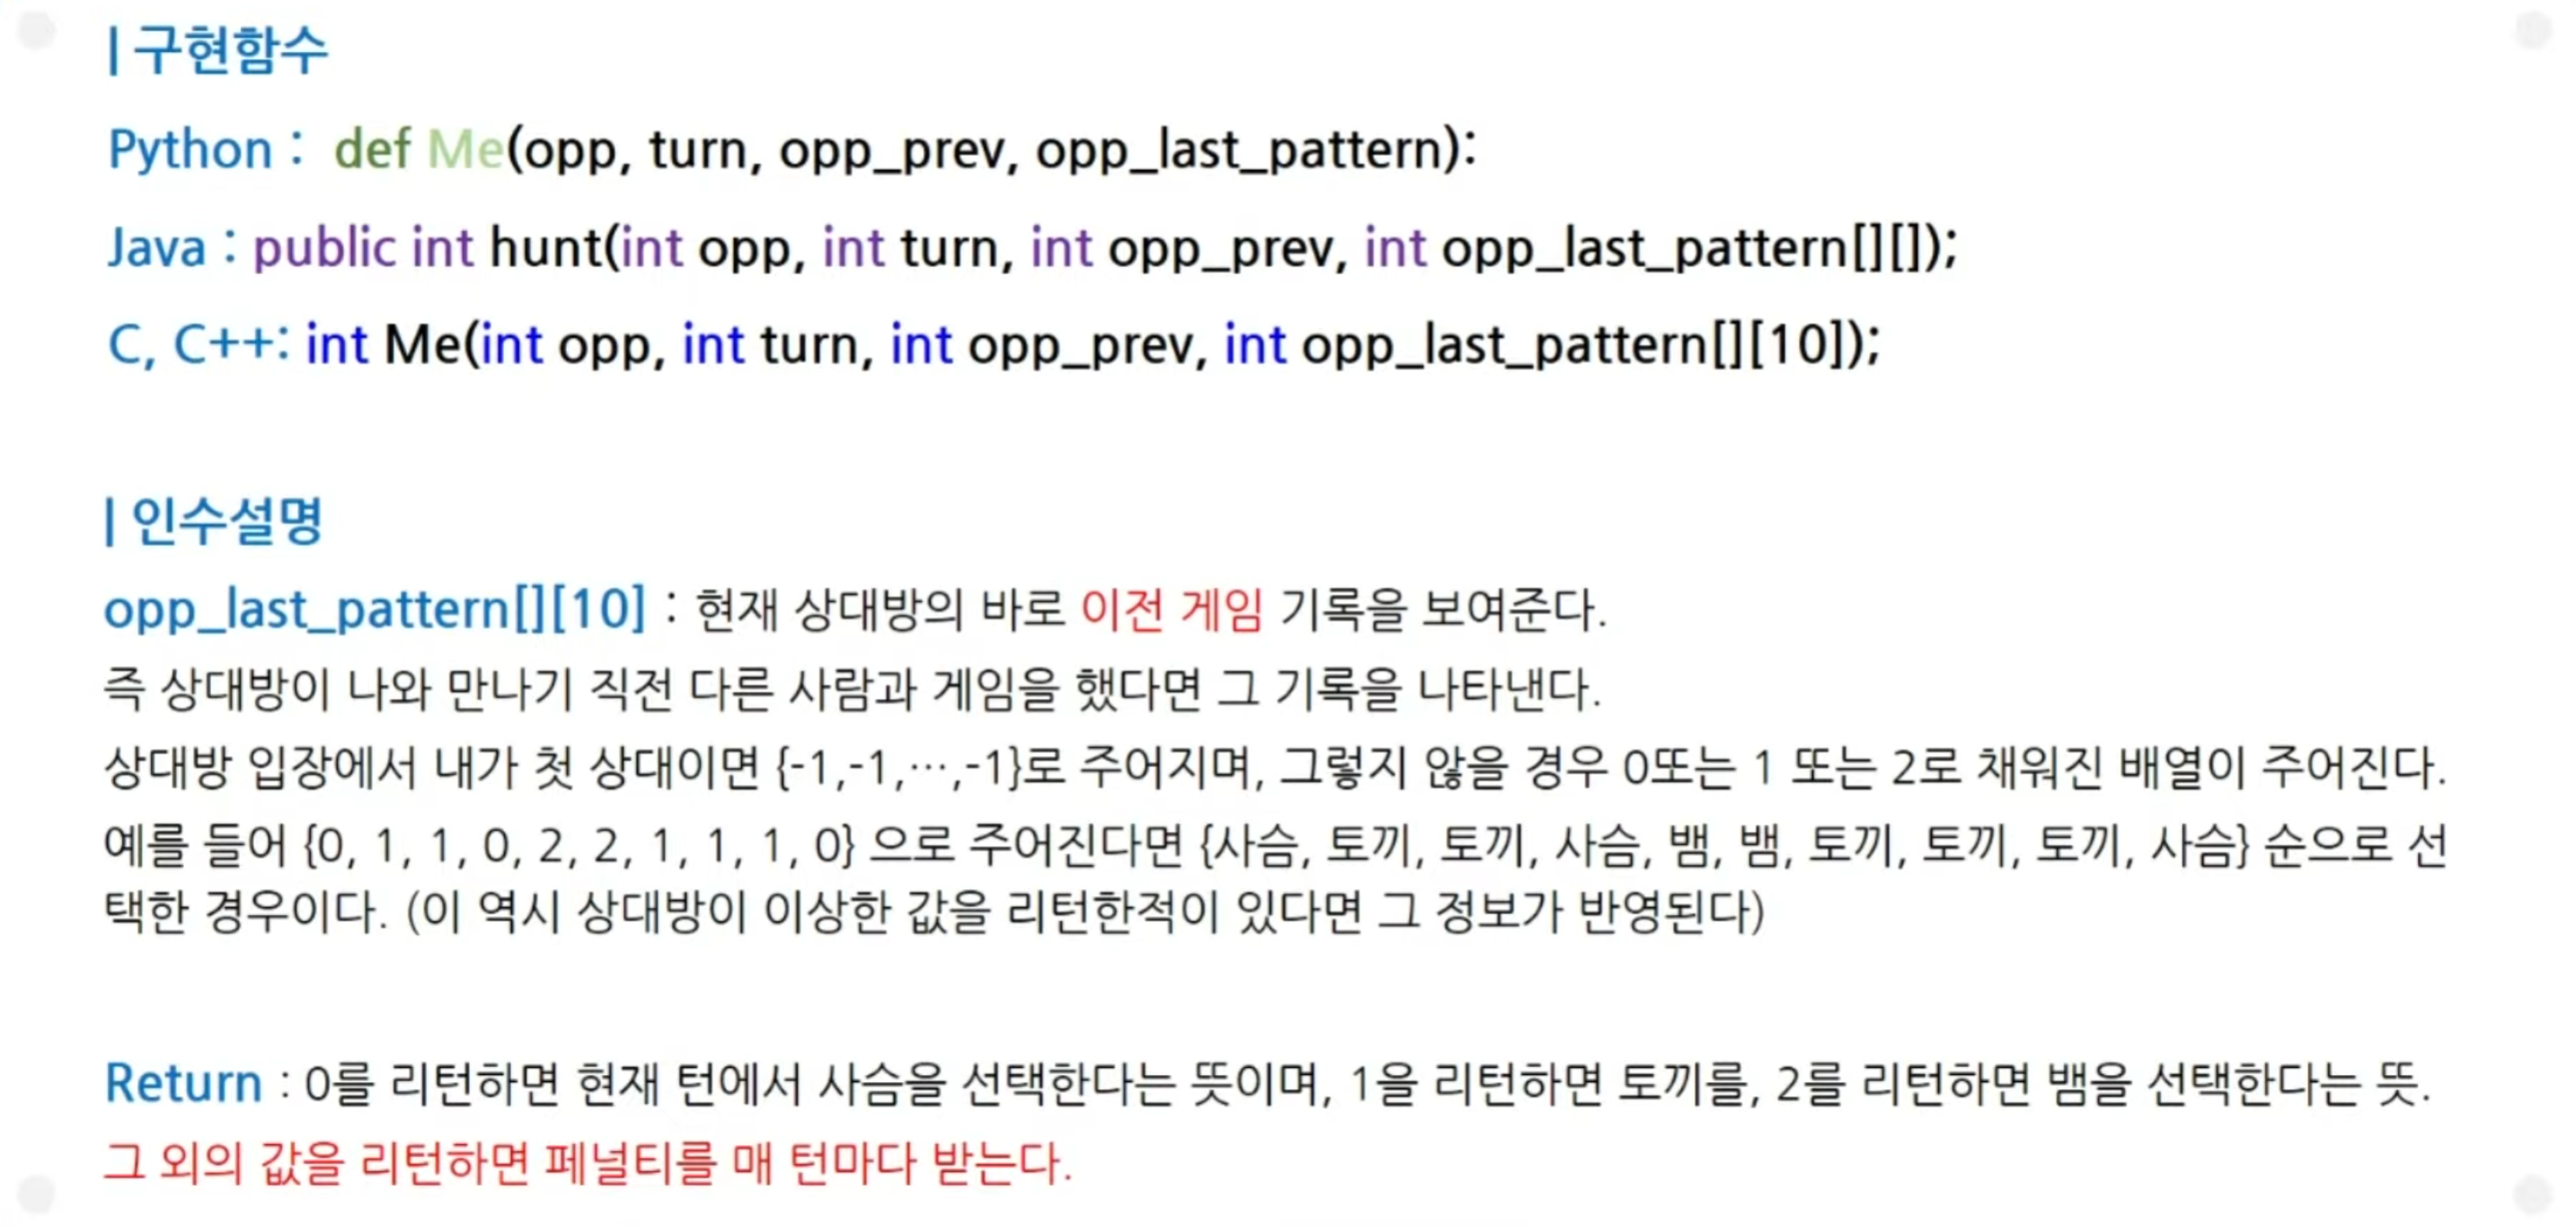 | 구현함수
Python : def Me(opp, turn, opp_prev, opp_last_pattern):
Java : public int hunt(int opp, int turn, int opp_prev, int opp_last_pattern[][]);
C, C++: int Me(int opp, int turn, int opp_prev, int opp_last_pattern[][10]);
| 인수설명
opp_last_pattern[][10] : 현재 상대방의 바로 이전 게임 기록을 보여준다.
즉 상대방이 나와 만나기 직전 다른 사람과 게임을 했다면 그 기록을 나타낸다.
상대방 입장에서 내가 첫 상대이면 {-1,-1,…,-1}로 주어지며, 그렇지 않을 경우 0또는 1 또는 2로 채워진 배열이 주어진다.
예를 들어 {0, 1, 1, 0, 2, 2, 1, 1, 1, 0} 으로 주어진다면 {사슴, 토끼, 토끼, 사슴, 뱀, 뱀, 토끼, 토끼, 토끼, 사슴} 순으로 선
택한 경우이다. (이 역시 상대방이 이상한 값을 리턴한적이 있다면 그 정보가 반영된다)
Return : 0를 리턴하면 현재 턴에서 사슴을 선택한다는 뜻이며, 1을 리턴하면 토끼를, 2를 리턴하면 뱀을 선택한다는 뜻.
그 외의 값을 리턴하면 페널티를 매 턴마다 받는다.